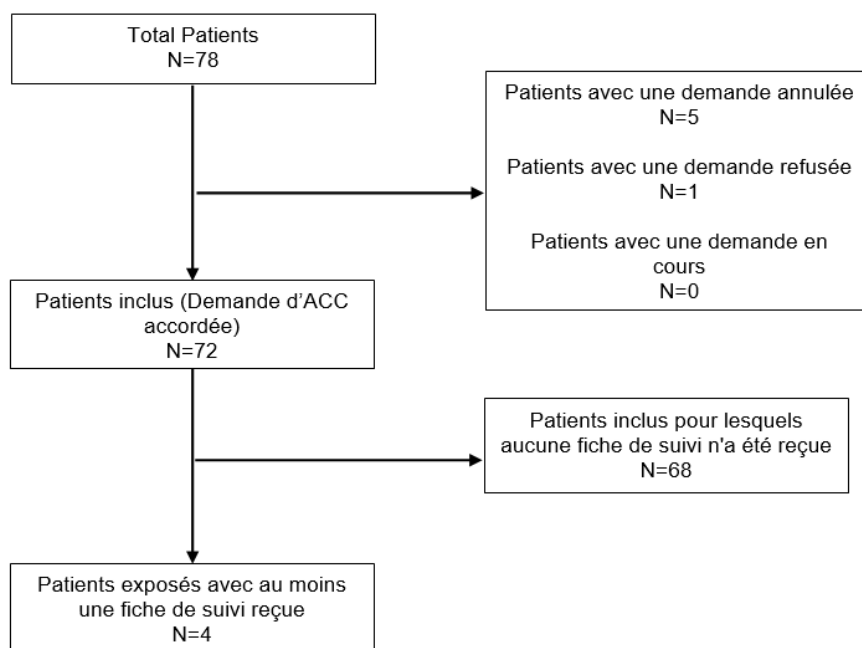 Total Patients
N=78
Patients avec une demande annulée
N=5
Patients avec une demande refusée
N=1
Patients avec une demande en
cours
N=0
Patients inclus (Demande d'ACC
accordée)
N=72
Patients inclus pour lesquels
aucune fiche de suivi n'a été reçue
N=68
Patients exposés avec au moins
une fiche de suivi reçue
N=4